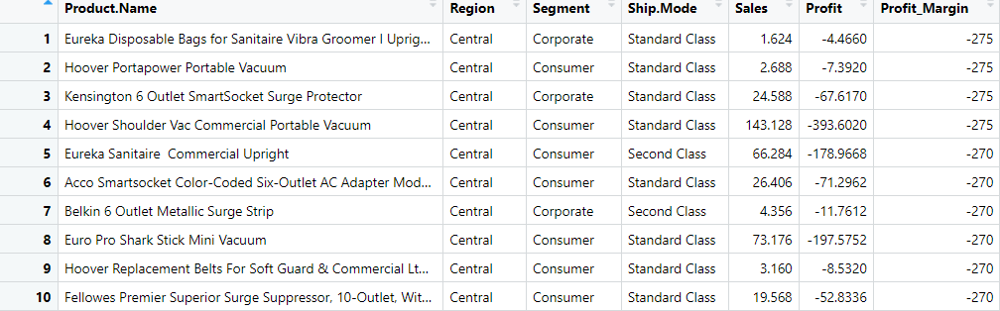 Product.Name Region Segment Ship.Mode Sales Profit Profit_Margin
1 Eureka Disposable Bags for Sanitaire Vibra Groomer I Uprig... Central Corporate Standard Class 1.624 -4.4660 -275
2 Hoover Portapower Portable Vacuum Central Consumer Standard Class 2.688 -7.3920 -275
3 Kensington 6 Outlet SmartSocket Surge Protector Central Corporate Standard Class 24.588 -67.6170 -275
4 Hoover Shoulder Vac Commercial Portable Vacuum Central Consumer Standard Class 143.128 -393.6020 -275
5 Eureka Sanitaire  Commercial Upright Central Consumer Second Class 66.284 -178.9668 -270
6 Acco Smartsocket Color-Coded Six-Outlet AC Adapter Mod... Central Consumer Standard Class 26.406 -71.2962 -270
7 Belkin 6 Outlet Metallic Surge Strip Central Corporate Second Class 4.356 -11.7612 -270
8 Euro Pro Shark Stick Mini Vacuum Central Consumer Standard Class 73.176 -197.5752 -270
9 Hoover Replacement Belts For Soft Guard & Commercial Lt... Central Consumer Standard Class 3.160 -8.5320 -270
10 Fellowes Premier Superior Surge Suppressor, 10-Outlet, Wit... Central Consumer Standard Class 19.568 -52.8336 -270